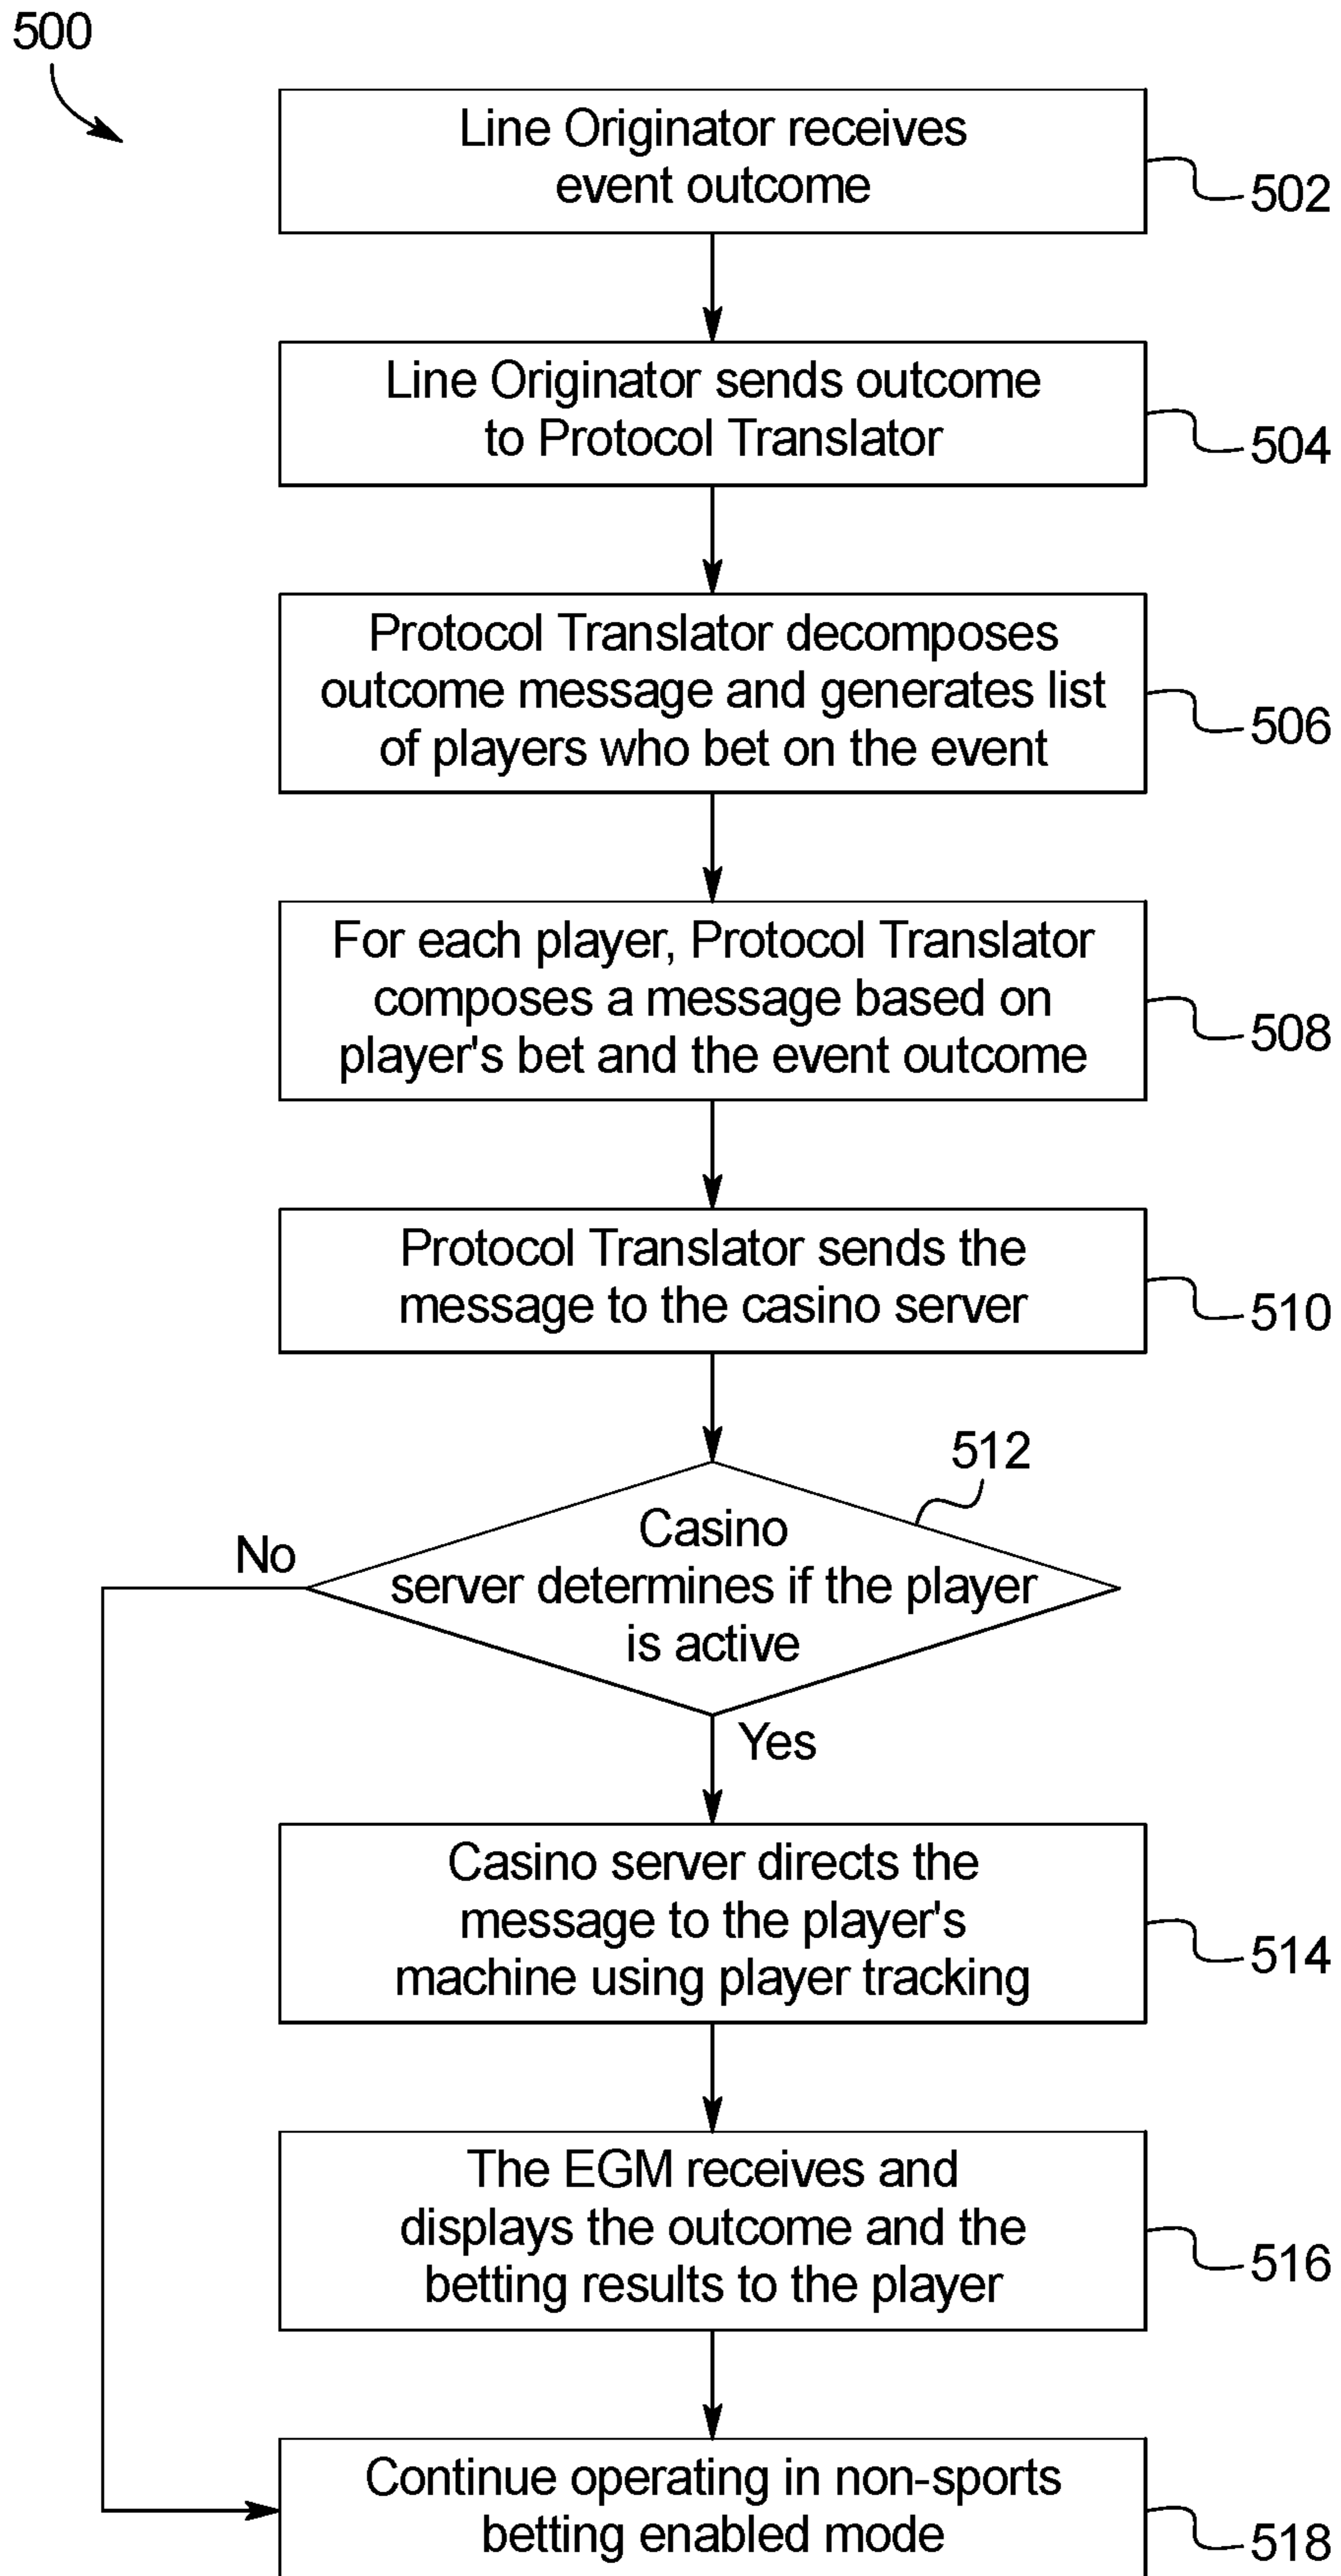 500
Line Originator receives
event outcome
502
Line Originator sends outcome
to Protocol Translator
504
Protocol Translator decomposes
outcome message and generates list
of players who bet on the event
506
For each player, Protocol Translator
composes a message based on
player's bet and the event outcome
508
Protocol Translator sends the
message to the casino server
510
512
Casino
server determines if the player
is active
No
Yes
Casino server directs the
message to the player's
machine using player tracking
514
The EGM receives and
displays the outcome and the
betting results to the player
516
Continue operating in non-sports
betting enabled mode
518